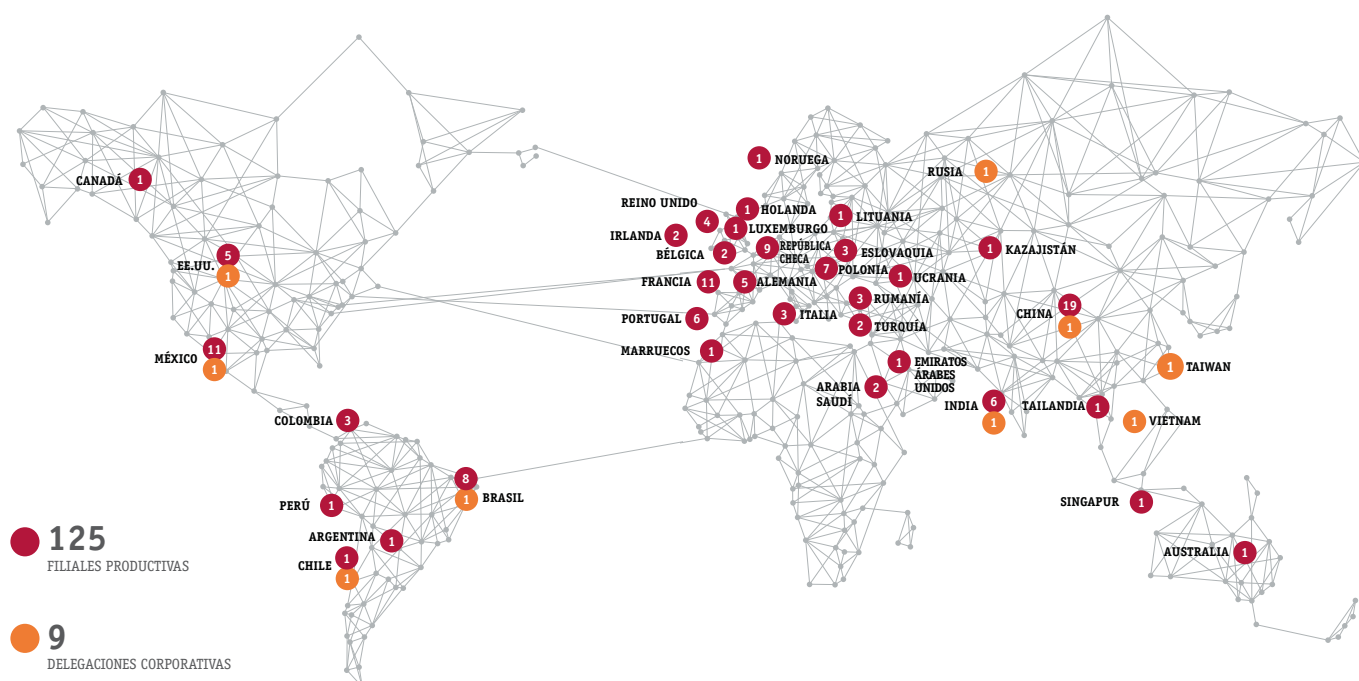 NORUEGA
1
RUSIA
1
CANADÁ
1
REINO UNIDO
4
1
HOLANDA
1
LITUANIA
1
LUXEMBURGO
IRLANDA
2
BÉLGICA
2
9
REPÚBLICA
CHECA
3
ESLOVAQUIA
1
KAZAJISTÁN
5
EE.UU.
1
7
POLONIA
1
UCRANIA
FRANCIA
11
5
ALEMANIA
3
RUMANÍA
19
CHINA
1
PORTUGAL
6
3
ITALIA
2
TURQUÍA
11
MÉXICO
1
MARRUECOS
1
1
EMIRATOS
ÁRABES
UNIDOS
1
TAIWAN
ARABIA
SAUDÍ
2
INDIA
6
1
TAILANDIA
1
1
VIETNAM
COLOMBIA
3
8
1
BRASIL
PERÚ
1
SINGAPUR
1
ARGENTINA
1
CHILE
1
1
AUSTRALIA
1
125
FILIALES PRODUCTIVAS
9
DELEGACIONES CORPORATIVAS